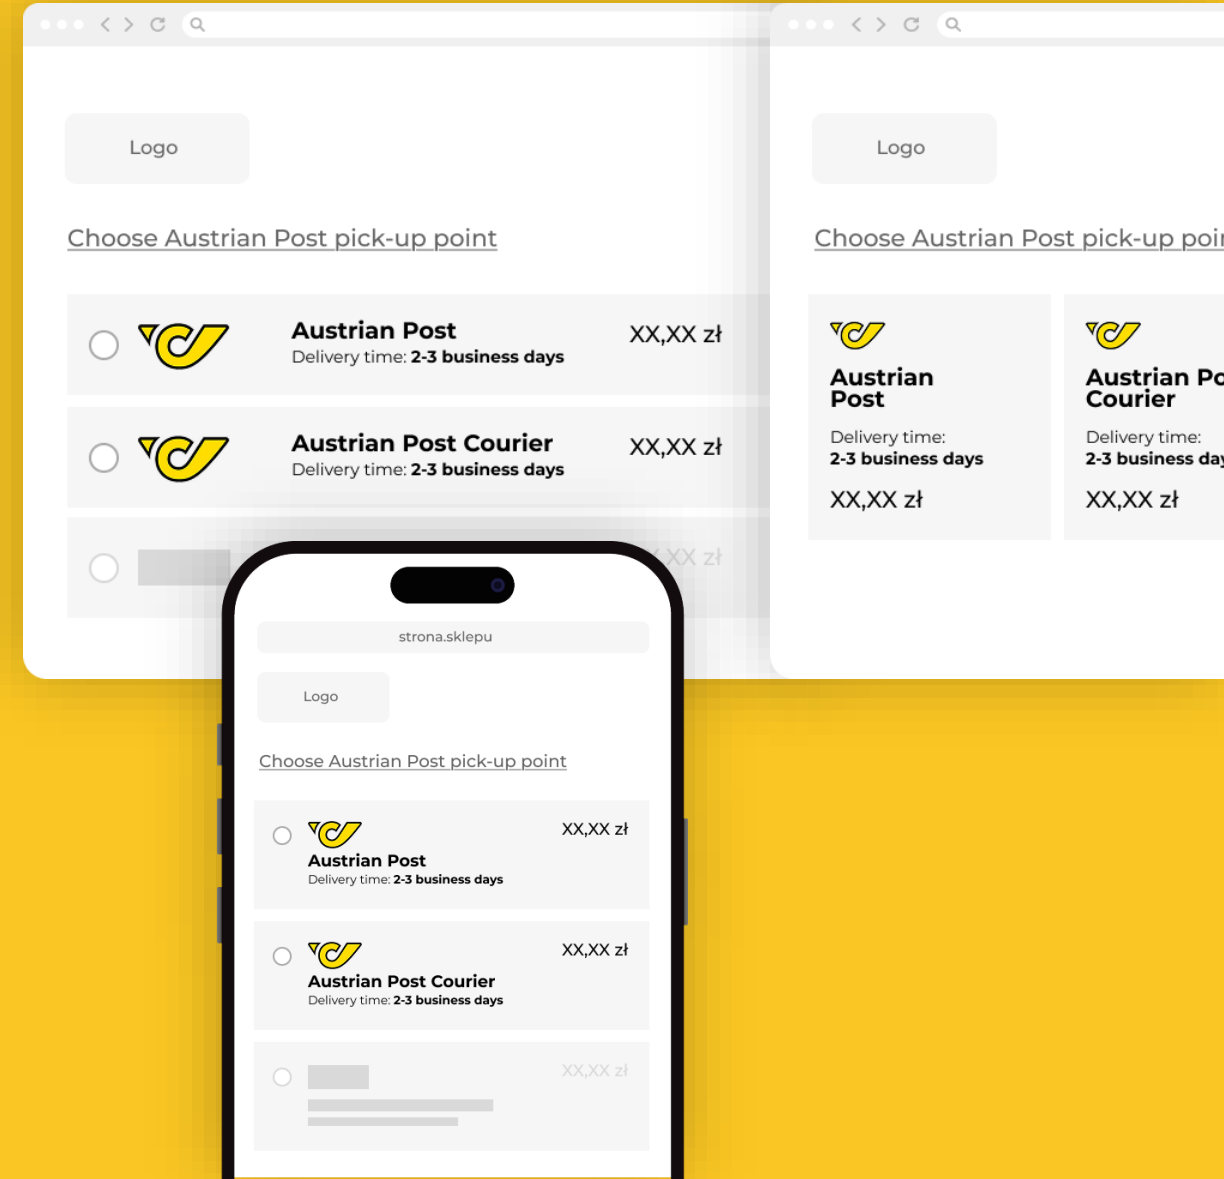 Logo
Choose Austrian Post pick-up point
Austrian Post
Delivery time: 2-3 business days
XX,XX zł
Austrian Post Courier
Delivery time: 2-3 business days
XX,XX zł
XX zł
Logo
Choose Austrian Post pick-up
Austrian
Post
Delivery time:
2-3 business days
XX,XX zł
Austrian
Courier
Delivery time:
2-3 business
XX,XX zł
strona.sklepu
Logo
Choose Austrian Post pick-up point
Austrian Post
Delivery time: 2-3 business days
XX,XX zł
Austrian Post Courier
Delivery time: 2-3 business days
XX,XX zł
XX,XX zł